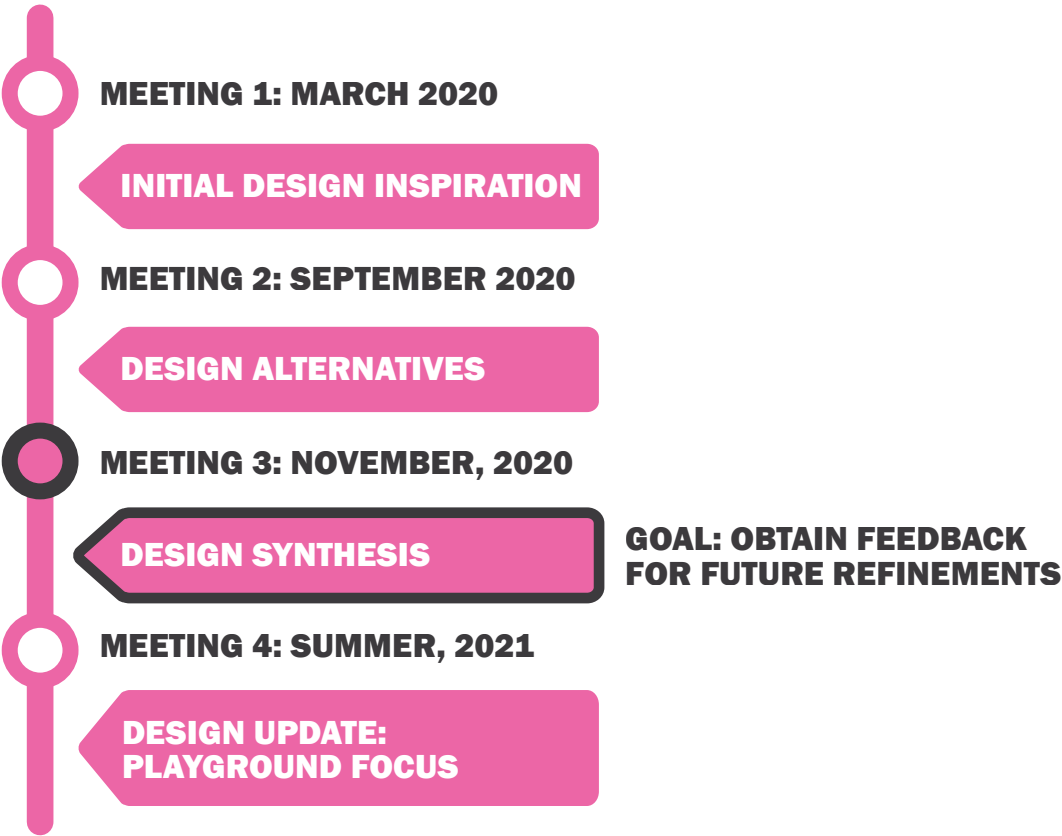 MEETING 1: MARCH 2020
INITIAL DESIGN INSPIRATION
MEETING 2: SEPTEMBER 2020
DESIGN ALTERNATIVES
MEETING 3: NOVEMBER, 2020
DESIGN SYNTHESIS
GOAL: OBTAIN FEEDBACK
FOR FUTURE REFINEMENTS
MEETING 4: SUMMER, 2021
DESIGN UPDATE:
PLAYGROUND FOCUS